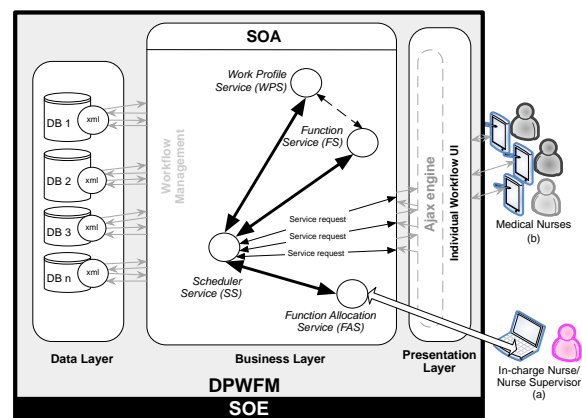 SOA
Work Profile
Service (WPS)
Function
Service (FS)
Workflow
Management
DB 1
xml
DB 2
xml
DB 3
xml
DB n
xml
Service request
Service request
Service request
Scheduler
Service (SS)
Function Allocation
Service (FAS)
Ajax engine
Individual Workflow UI
Medical Nurses
(b)
In-charge Nurse/
Nurse Supervisor
(a)
Data Layer
Business Layer
Presentation
Layer
DPWFM
SOE